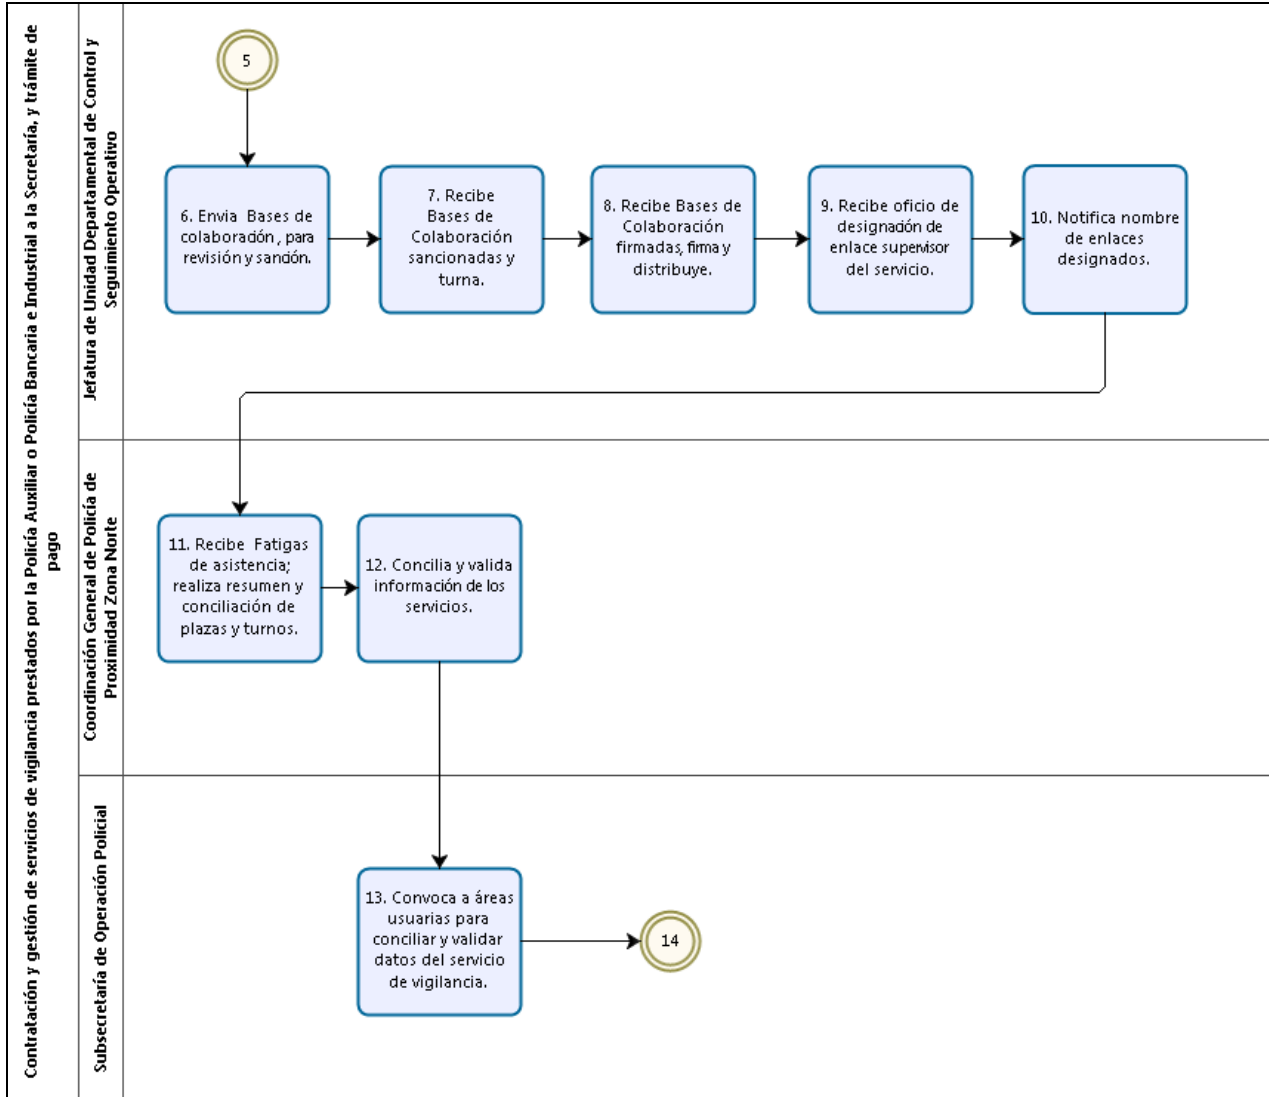 Contratación y gestión de servicios de vigilancia prestados por la Policía Auxiliar o Policía Bancaria e Industrial a la Secretaría, y trámite de
pago
Jefatura de Unidad Departamental de Control y
Seguimiento Operativo
5
6. Envia Bases de
colaboración , para
revisión y sanción.
7. Recibe
Bases de
Colaboración
sancionadas y
turna.
8. Recibe Bases de
Colaboración
firmadas, firma y
distribuye.
9. Recibe oficio de
designación de
enlace supervisor
del servicio.
10. Notifica nombre
de enlaces
designados.
Coordinación General de Policía de
Proximidad Zona Norte
11. Recibe Fatigas
de asistencia;
realiza resumen y
conciliación de
plazas y turnos.
12. Concilia y valida
información de los
servicios.
Subsecretaría de Operación Policial
13. Convoca a áreas
usuarias para
conciliar y validar
datos del servicio
de vigilancia.
14